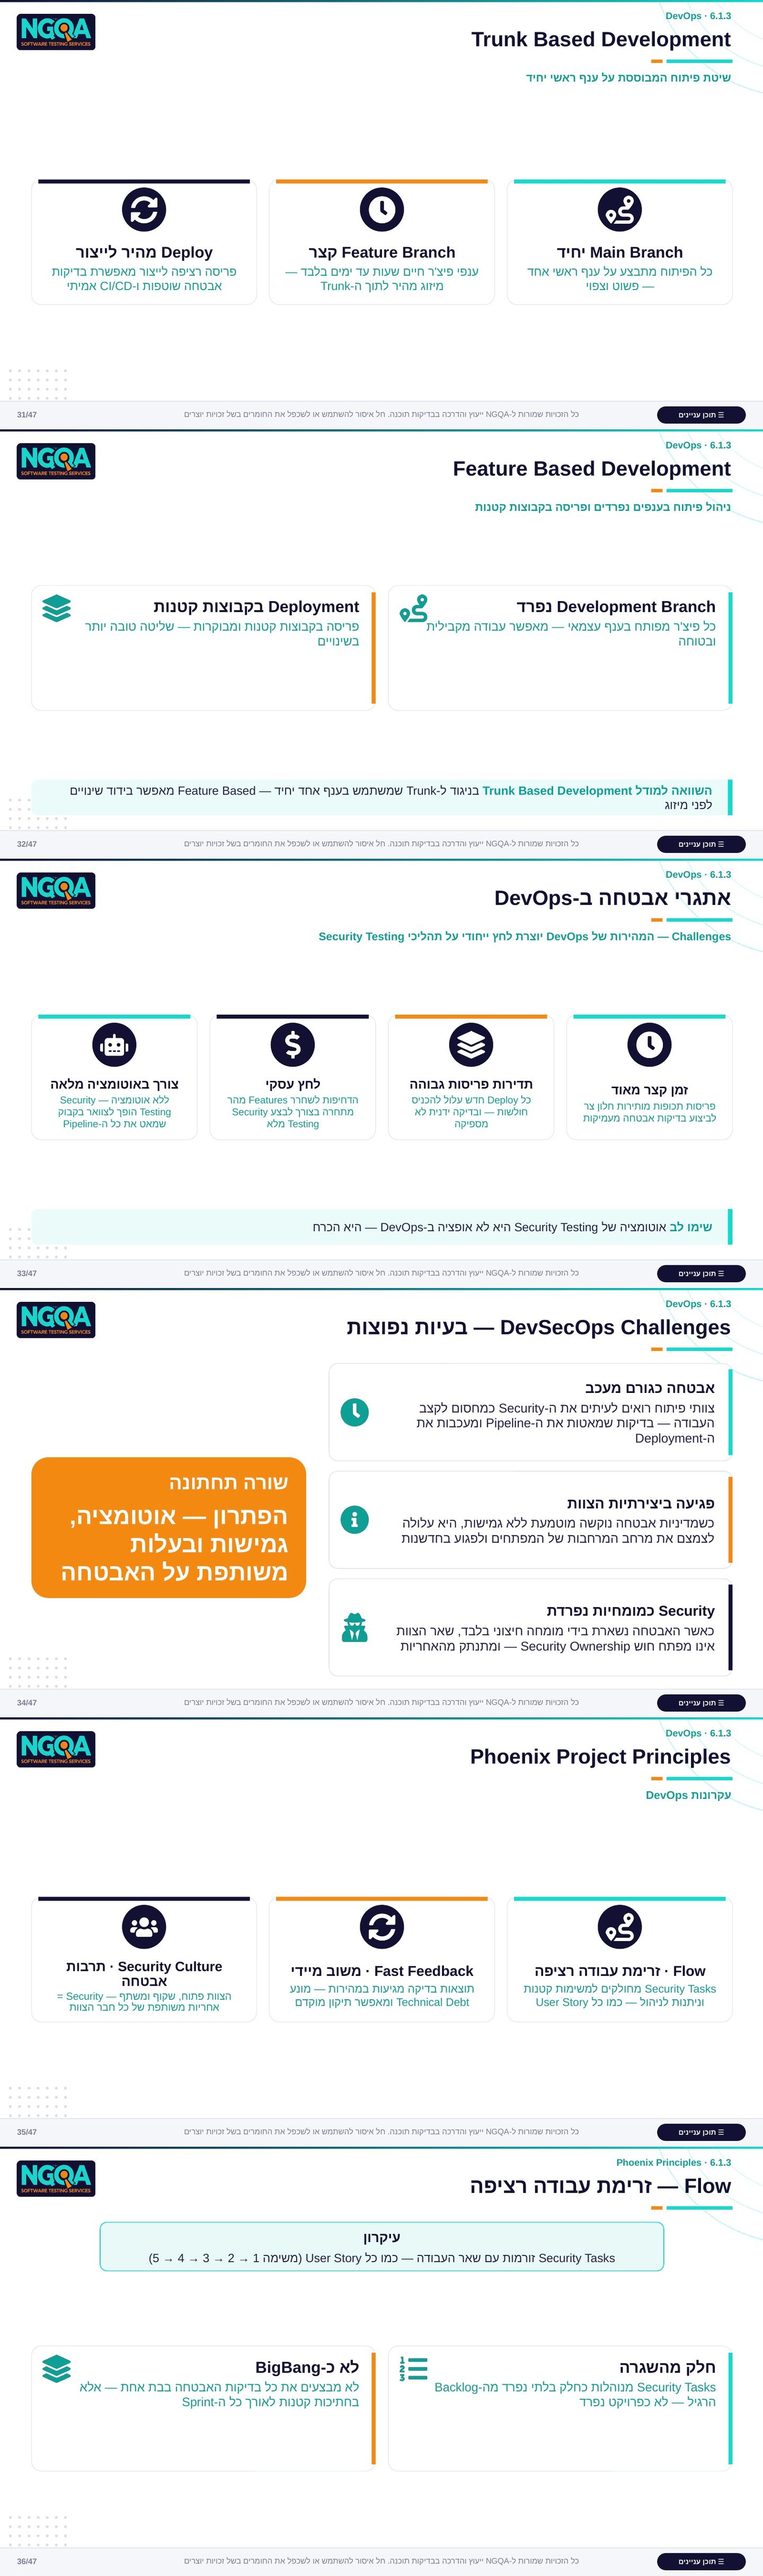 DevOps · 6.1.3
NGQA
SOFTWARE TESTING SERVICES
Trunk Based Development
שיטת פיתוח המבוססת על ענף ראשי יחיד
Main Branch יחיד
כל הפיתוח מתבצע על ענף ראשי אחד
— פשוט וצפוי
Feature Branch קצר
ענפי פיצ'ר חיים שעות עד ימים בלבד —
מיזוג מהיר לתוך ה-Trunk
Deploy מהיר לייצור
פריסה רציפה לייצור מאפשרת בדיקות
אבטחה שוטפות ו-CI/CD אמיתי
☰ תוכן עניינים
כל הזכויות שמורות ל-NGQA ייעוץ והדרכה בבדיקות תוכנה. חל איסור להשתמש או לשכפל את החומרים בשל זכויות יוצרים
31/47
DevOps · 6.1.3
NGQA
SOFTWARE TESTING SERVICES
Feature Based Development
ניהול פיתוח בענפים נפרדים ופריסה בקבוצות קטנות
Development Branch נפרד
כל פיצ'ר מפותח בענף עצמאי — מאפשר עבודה מקבילית
ובטוחה
Deployment בקבוצות קטנות
פריסה בקבוצות קטנות ומבוקרות — שליטה טובה יותר
בשינויים
השוואה למודל Trunk Based Development בניגוד ל-Trunk שמשתמש בענף אחד יחיד — Feature Based מאפשר בידוד שינויים
לפני מיזוג
☰ תוכן עניינים
כל הזכויות שמורות ל-NGQA ייעוץ והדרכה בבדיקות תוכנה. חל איסור להשתמש או לשכפל את החומרים בשל זכויות יוצרים
32/47
DevOps · 6.1.3
NGQA
SOFTWARE TESTING SERVICES
אתגרי אבטחה ב-DevOps
Challenges — המהירות של DevOps יוצרת לחץ ייחודי על תהליכי Security Testing
זמן קצר מאוד
פריסות תכופות מותירות חלון צר
לביצוע בדיקות אבטחה מעמיקות
תדירות פריסות גבוהה
כל Deploy חדש עלול להכניס
חולשות — ובדיקה ידנית לא
מספיקה
לחץ עסקי
הדחיפות לשחרר Features מהר
מתחרה בצורך לבצע Security
Testing מלא
צורך באוטומציה מלאה
ללא אוטומציה — Security
Testing הופך לצוואר בקבוק
שמאט את כל ה-Pipeline
שימו לב אוטומציה של Security Testing היא לא אופציה ב-DevOps — היא הכרח
☰ תוכן עניינים
כל הזכויות שמורות ל-NGQA ייעוץ והדרכה בבדיקות תוכנה. חל איסור להשתמש או לשכפל את החומרים בשל זכויות יוצרים
33/47
DevOps · 6.1.3
NGQA
SOFTWARE TESTING SERVICES
DevSecOps Challenges — בעיות נפוצות
אבטחה כגורם מעכב
צוותי פיתוח רואים לעיתים את ה-Security כמחסום לקצב
העבודה — בדיקות שמאטות את ה-Pipeline ומעכבות את
ה-Deployment
פגיעה ביצירתיות הצוות
כשמדיניות אבטחה נוקשה מוטמעת ללא גמישות, היא עלולה
לצמצם את מרחב המרחבות של המפתחים ולפגוע בחדשנות
Security כמומחיות נפרדת
כאשר האבטחה נשארת בידי מומחה חיצוני בלבד, שאר הצוות
אינו מפתח חוש Security Ownership — ומתנתק מהאחריות
שורה תחתונה
הפתרון — אוטומציה,
גמישות ובעלות
משותפת על האבטחה
☰ תוכן עניינים
כל הזכויות שמורות ל-NGQA ייעוץ והדרכה בבדיקות תוכנה. חל איסור להשתמש או לשכפל את החומרים בשל זכויות יוצרים
34/47
DevOps · 6.1.3
NGQA
SOFTWARE TESTING SERVICES
Phoenix Project Principles
עקרונות DevOps
Flow · זרימת עבודה רציפה
Security Tasks מחולקים למשימות קטנות
וניתנות לניהול — כמו כל User Story
Fast Feedback · משוב מיידי
תוצאות בדיקה מגיעות במהירות — מונע
Technical Debt ומאפשר תיקון מוקדם
Security Culture · תרבות
אבטחה
הצוות פתוח, שקוף ומשתף — Security =
אחריות משותפת של כל חבר הצוות
☰ תוכן עניינים
כל הזכויות שמורות ל-NGQA ייעוץ והדרכה בבדיקות תוכנה. חל איסור להשתמש או לשכפל את החומרים בשל זכויות יוצרים
35/47
Phoenix Principles · 6.1.3
NGQA
SOFTWARE TESTING SERVICES
Flow — זרימת עבודה רציפה
עיקרון
Security Tasks זורמות עם שאר העבודה — כמו כל User Story (משימה 1 → 2 → 3 → 4 → 5)
חלק מהשגרה
Security Tasks מנוהלות כחלק בלתי נפרד מה-Backlog
הרגיל — לא כפרויקט נפרד
לא כ-BigBang
לא מבצעים את כל בדיקות האבטחה בבת אחת — אלא
בחתיכות קטנות לאורך כל ה-Sprint
☰ תוכן עניינים
כל הזכויות שמורות ל-NGQA ייעוץ והדרכה בבדיקות תוכנה. חל איסור להשתמש או לשכפל את החומרים בשל זכויות יוצרים
36/47